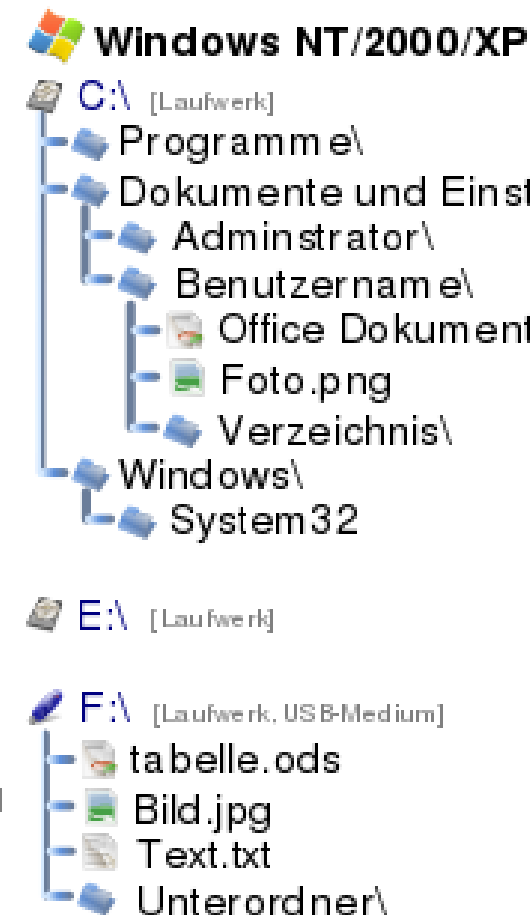 Windows NT/2000/XP
C:\ [Laufwerk]
Programme\
Dokumente und Einst
Adminstrator\
Benutzername\
Office Dokument
Foto.png
Verzeichnis\
Windows\
System32
E:\ [Laufwerk]
F:\ [Laufwerk, USB-Medium]
tabelle.ods
Bild.jpg
Text.txt
Unterordner\